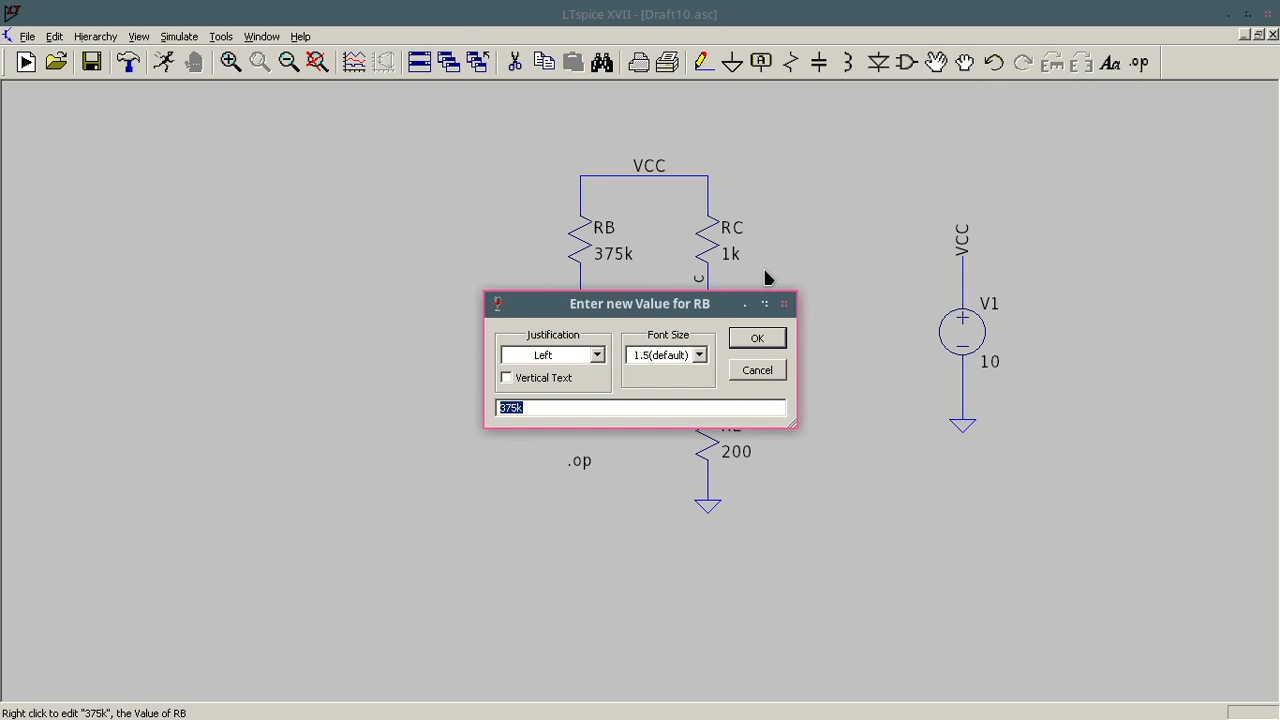 LTspice XVII - [Draft10.asc]
File Edit Hierarchy View Simulate Tools Window Help
A Aa .op
VCC
RB
375k
RC
1k
C
VCC
V1
10
Enter new Value for RB
Justification
Left
Vertical Text
Font Size
1.5(default)
OK
Cancel
375k
200
.op
Right click to edit "375k", the Value of RB